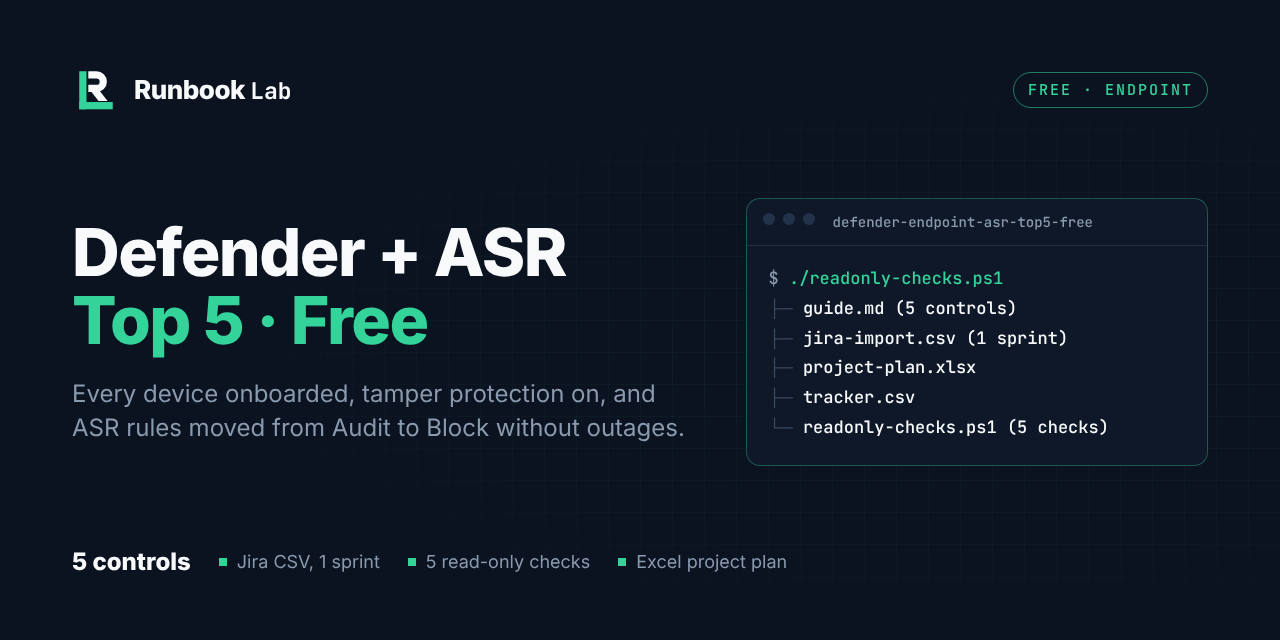 Runbook Lab
FREE · ENDPOINT
Defender + ASR
Top 5 · Free
Every device onboarded, tamper protection on, and
ASR rules moved from Audit to Block without outages.
defender-endpoint-asr-top5-free
$ ./readonly-checks.ps1
├─ guide.md (5 controls)
├─ jira-import.csv (1 sprint)
├─ project-plan.xlsx
├─ tracker.csv
└─ readonly-checks.ps1 (5 checks)
5 controls
Jira CSV, 1 sprint
5 read-only checks
Excel project plan